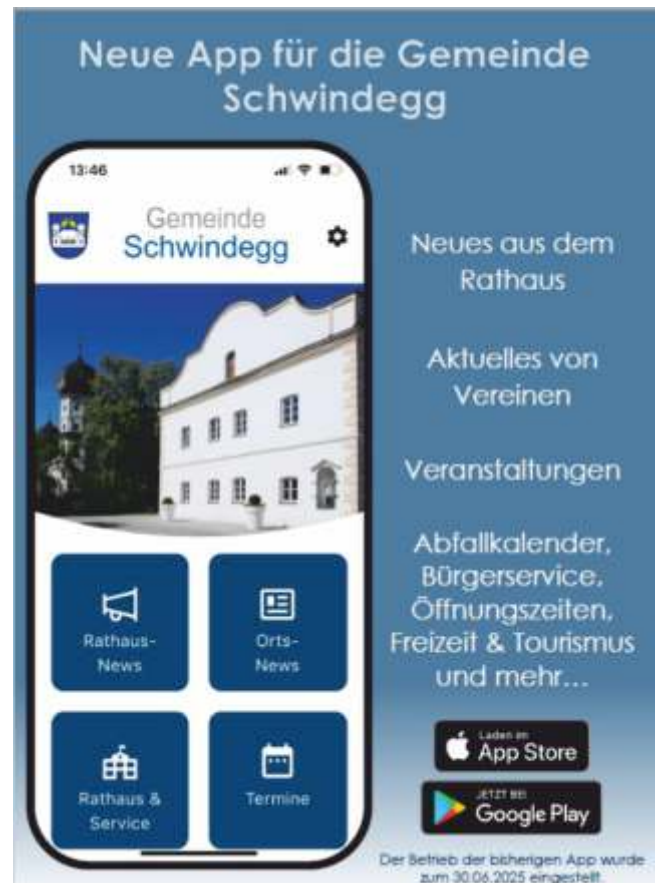 Neue App für die Gemeinde
Schwindegg
13:46
Gemeinde
Schwindegg
Rathaus-
News
Orts-
News
Rathaus &
Service
Termine
Neues aus dem
Rathaus
Aktuelles von
Vereinen
Veranstaltungen
Abfallkalender,
Bürgerservice,
Öffnungszeiten,
Freizeit & Tourismus
und mehr...
Laden im
App Store
JETZT BEI
Google Play
Der Betrieb der bisherigen App wurde
zum 30.06.2025 eingestellt.